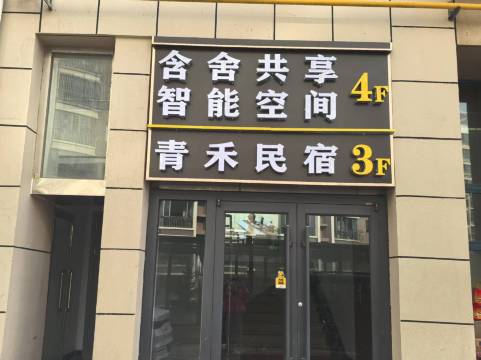 含舍共享
智能空间 4F
青禾民宿 3F